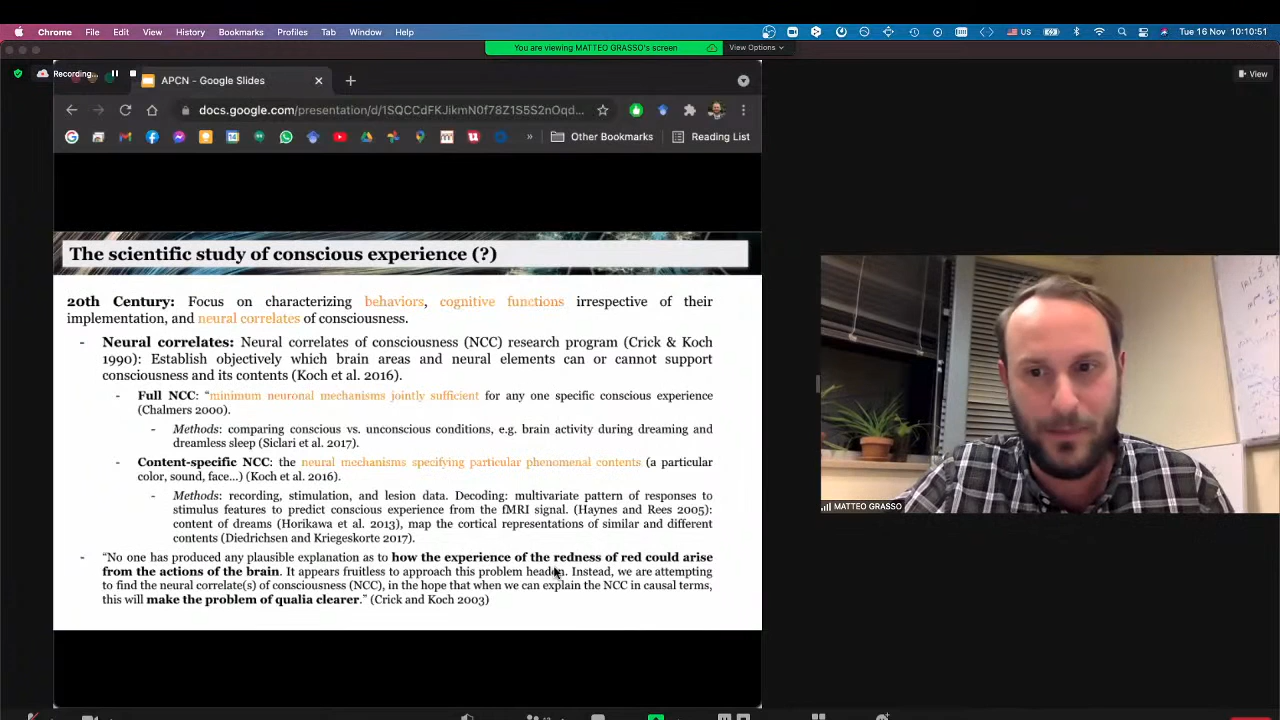 Chrome File Edit View History Bookmarks Profiles Tab Window Help US Tue 16 Nov 10:10:51
You are viewing MATTEO GRASSO's screen View Options
Recording... APCN - Google Slides View
docs.google.com/presentation/d/1SQCCdFKJikmN0f78Z1S5S2nOqd...
Other Bookmarks Reading List
The scientific study of conscious experience (?)
20th Century: Focus on characterizing behaviors, cognitive functions irrespective of their
implementation, and neural correlates of consciousness.
- Neural correlates: Neural correlates of consciousness (NCC) research program (Crick & Koch
1990): Establish objectively which brain areas and neural elements can or cannot support
consciousness and its contents (Koch et al. 2016).
- Full NCC: “minimum neuronal mechanisms jointly sufficient for any one specific conscious experience
(Chalmers 2000).
- Methods: comparing conscious vs. unconscious conditions, e.g. brain activity during dreaming and
dreamless sleep (Siclari et al. 2017).
- Content-specific NCC: the neural mechanisms specifying particular phenomenal contents (a particular
color, sound, face...) (Koch et al. 2016).
- Methods: recording, stimulation, and lesion data. Decoding: multivariate pattern of responses to
stimulus features to predict conscious experience from the fMRI signal. (Haynes and Rees 2005):
content of dreams (Horikawa et al. 2013), map the cortical representations of similar and different
contents (Diedrichsen and Kriegeskorte 2017).
- “No one has produced any plausible explanation as to how the experience of the redness of red could arise
from the actions of the brain. It appears fruitless to approach this problem headon. Instead, we are attempting
to find the neural correlate(s) of consciousness (NCC), in the hope that when we can explain the NCC in causal terms,
this will make the problem of qualia clearer.” (Crick and Koch 2003)
MATTEO GRASSO